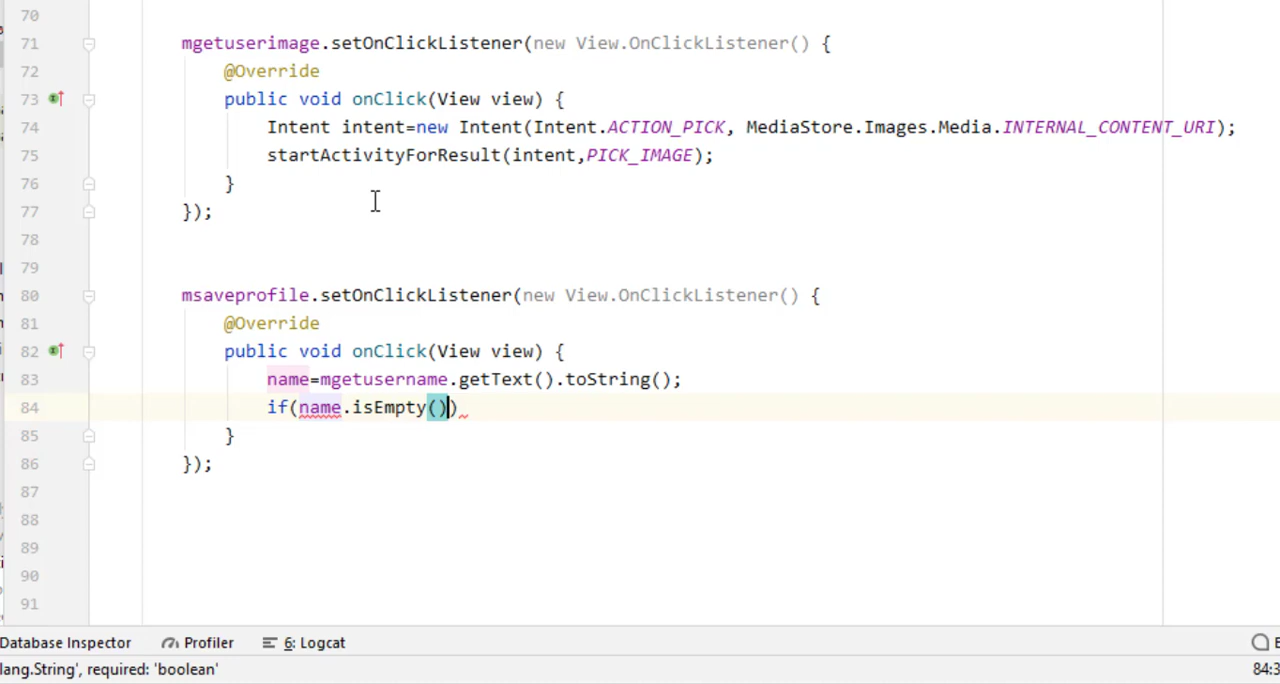 70
71 mgetuserimage.setOnClickListener(new View.OnClickListener() {
72 @Override
73 public void onClick(View view) {
74 Intent intent=new Intent(Intent.ACTION_PICK, MediaStore.Images.Media.INTERNAL_CONTENT_URI);
75 startActivityForResult(intent,PICK_IMAGE);
76 }
77 });
78
79
80 msaveprofile.setOnClickListener(new View.OnClickListener() {
81 @Override
82 public void onClick(View view) {
83 name=mgetusername.getText().toString();
84 if(name.isEmpty())
85 }
86 });
87
88
89
90
91
Database Inspector Profiler 6: Logcat
lang.String', required: 'boolean' 84:3